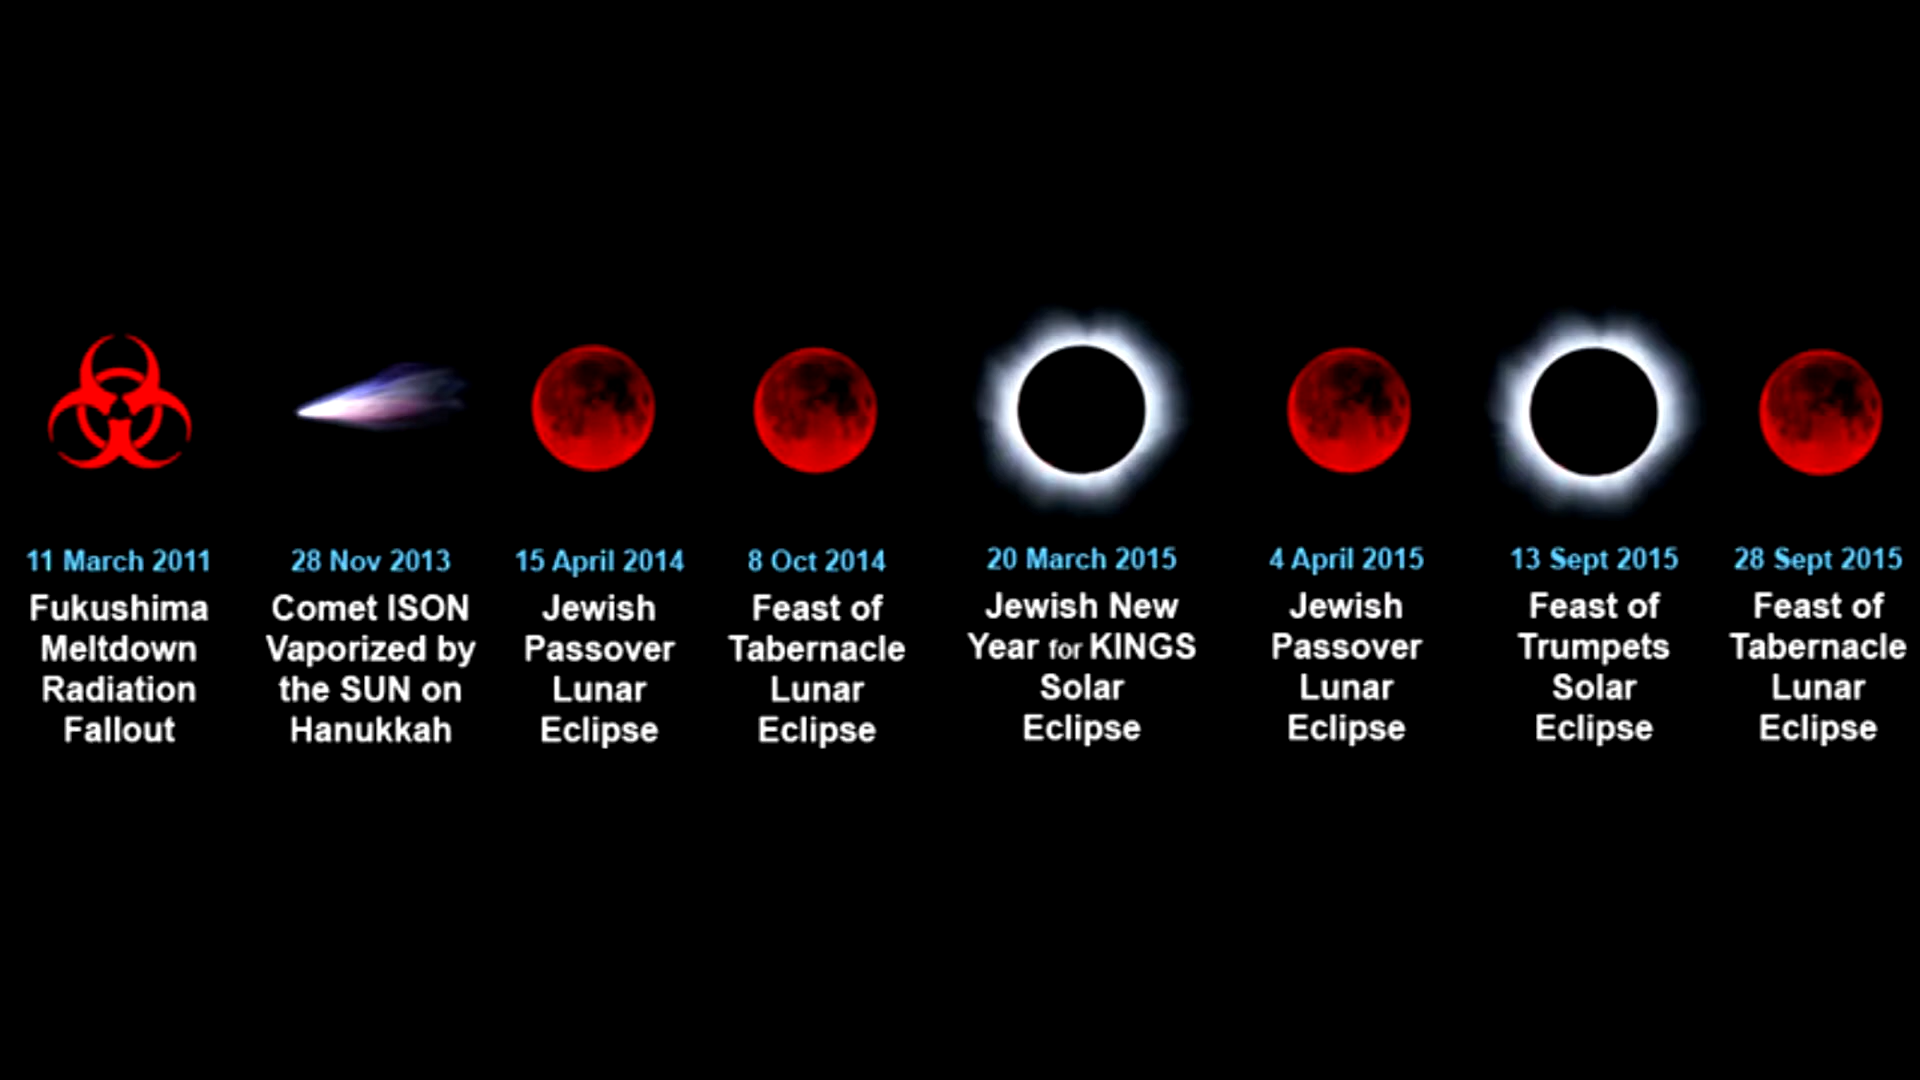 11 March 2011
Fukushima
Meltdown
Radiation
Fallout
28 Nov 2013
Comet ISON
Vaporized by
the SUN on
Hanukkah
15 April 2014
Jewish
Passover
Lunar
Eclipse
8 Oct 2014
Feast of
Tabernacle
Lunar
Eclipse
20 March 2015
Jewish New
Year for KINGS
Solar
Eclipse
4 April 2015
Jewish
Passover
Lunar
Eclipse
13 Sept 2015
Feast of
Trumpets
Solar
Eclipse
28 Sept 2015
Feast of
Tabernacle
Lunar
Eclipse